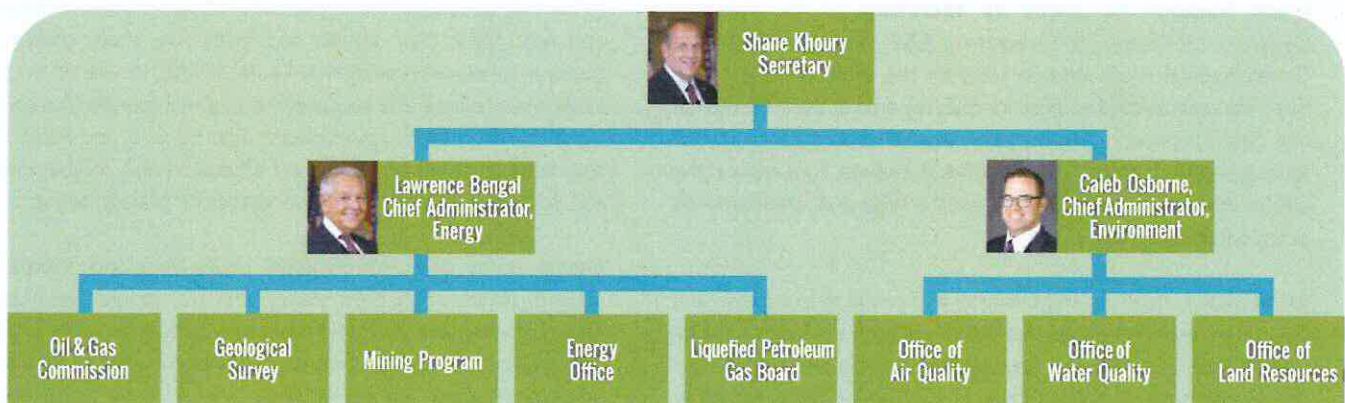 Shane Khoury
Secretary
Lawrence Bengal
Chief Administrator,
Energy
Caleb Osborne,
Chief Administrator,
Environment
Oil & Gas
Commission
Geological
Survey
Mining Program
Energy
Office
Liquefied Petroleum
Gas Board
Office of
Air Quality
Office of
Water Quality
Office of
Land Resources